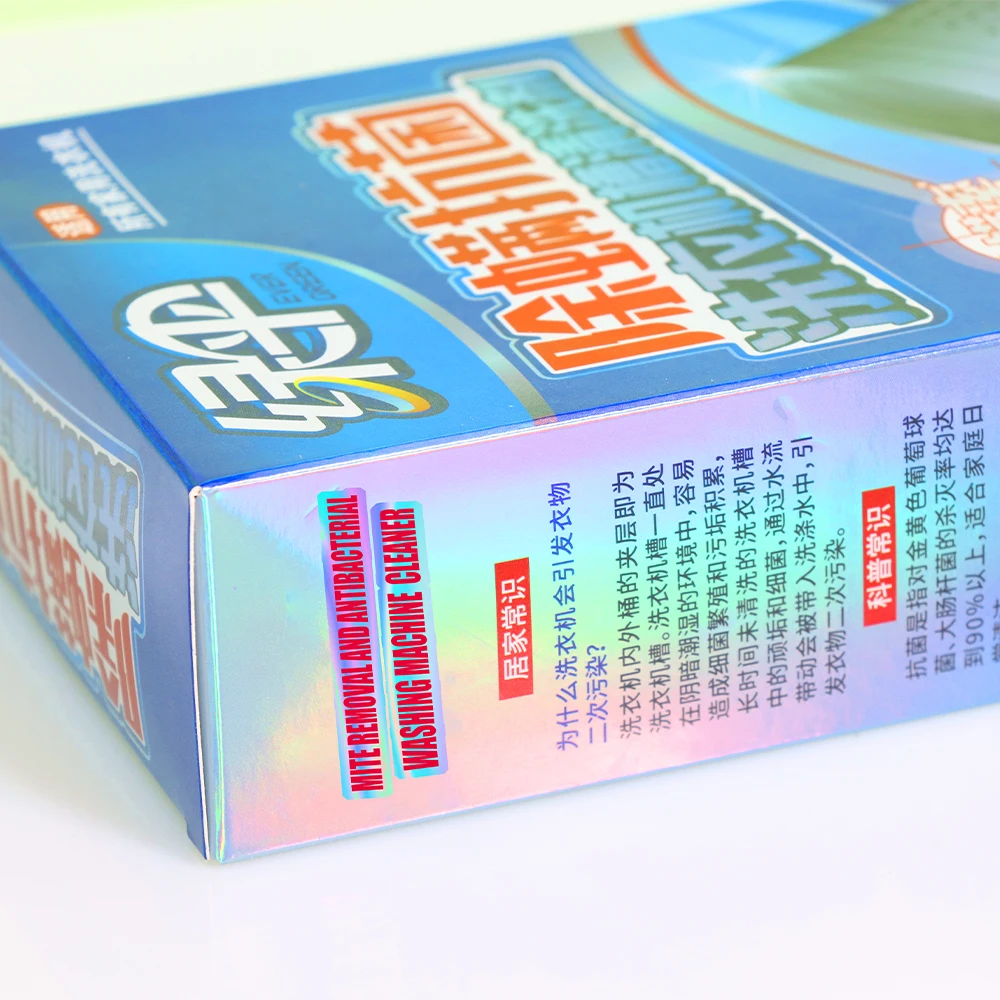 绿伞
EVER
UNSEEN
除螨抑菌
MITE REMOVAL AND ANTIBACTERIAL
WASHING MACHINE CLEANER
居家常识
为什么洗衣机会引发衣物
二次污染?
洗衣机内外桶的夹层即为
洗衣机槽。洗衣机槽一直处
在阴暗潮湿的环境中,容易
造成细菌繁殖和污垢积累,
长时间未清洗的洗衣机槽
中的顽垢和细菌,通过水流
带动会被带入洗涤水中,引
发衣物二次污染。
科普常识
抗菌是指对金黄色葡萄球
菌、大肠杆菌的杀灭率均达
到90%以上,适合家庭日